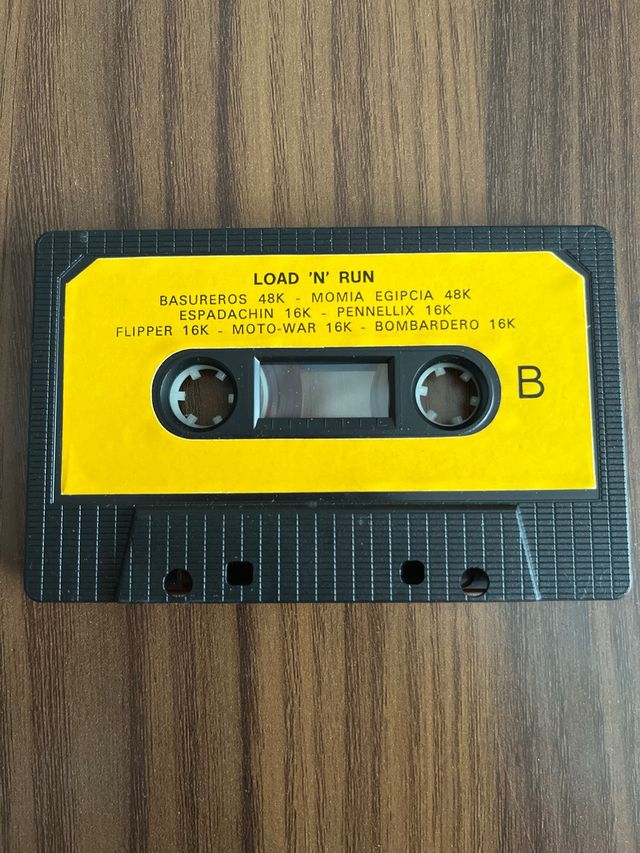 LOAD 'N' RUN
BASUREROS 48K - MOMIA EGIPCIA 48K
ESPADACHIN 16K - PENNELLIX 16K
FLIPPER 16K - MOTO-WAR 16K - BOMBARDERO 16K
B